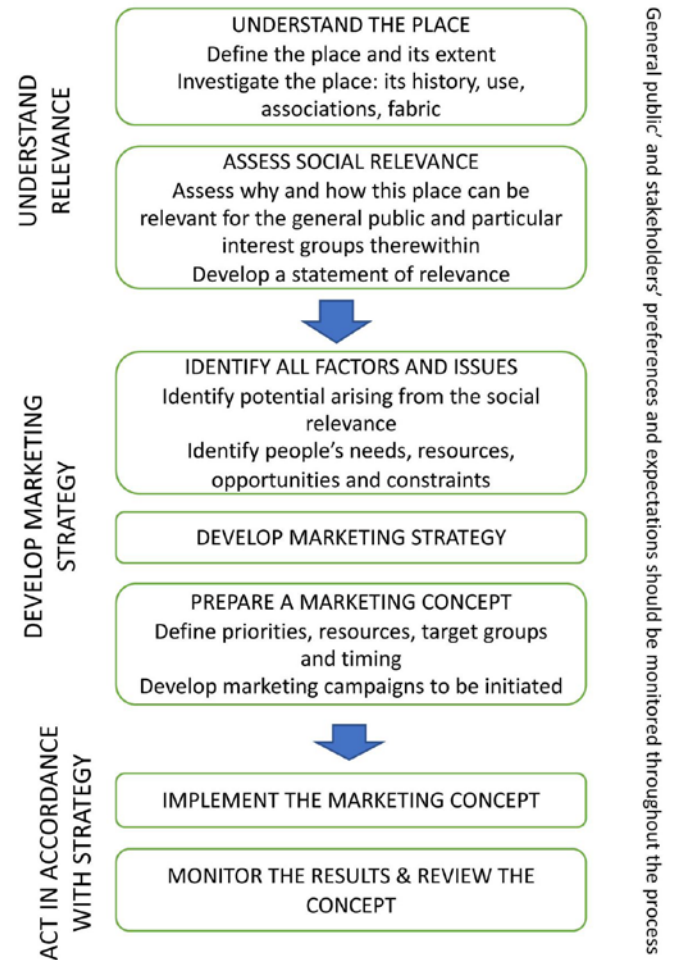 UNDERSTAND
RELEVANCE
UNDERSTAND THE PLACE
Define the place and its extent
Investigate the place: its history, use,
associations, fabric
ASSESS SOCIAL RELEVANCE
Assess why and how this place can be
relevant for the general public and particular
interest groups therewithin
Develop a statement of relevance
DEVELOP MARKETING
STRATEGY
IDENTIFY ALL FACTORS AND ISSUES
Identify potential arising from the social
relevance
Identify people’s needs, resources,
opportunities and constraints
DEVELOP MARKETING STRATEGY
PREPARE A MARKETING CONCEPT
Define priorities, resources, target groups
and timing
Develop marketing campaigns to be initiated
ACT IN ACCORDANCE
WITH STRATEGY
IMPLEMENT THE MARKETING CONCEPT
MONITOR THE RESULTS & REVIEW THE
CONCEPT
General public’ and stakeholders’ preferences and expectations should be monitored throughout the process